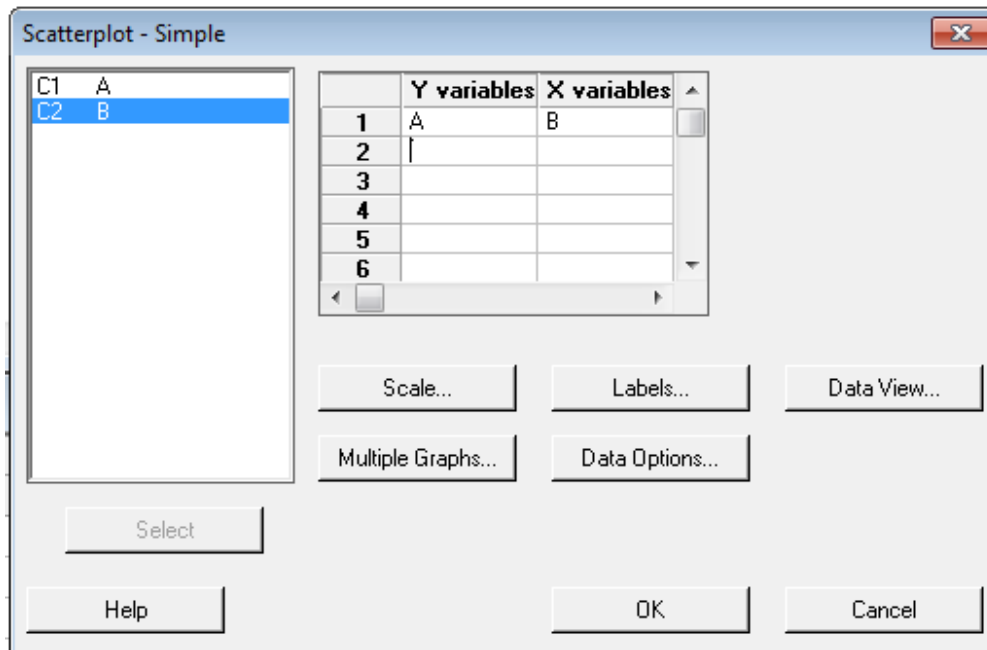 Scatterplot - Simple
C1 A
C2 B
Y variables X variables
1 A B
2
3
4
5
6
Scale... Labels... Data View...
Multiple Graphs... Data Options...
Select
Help OK Cancel